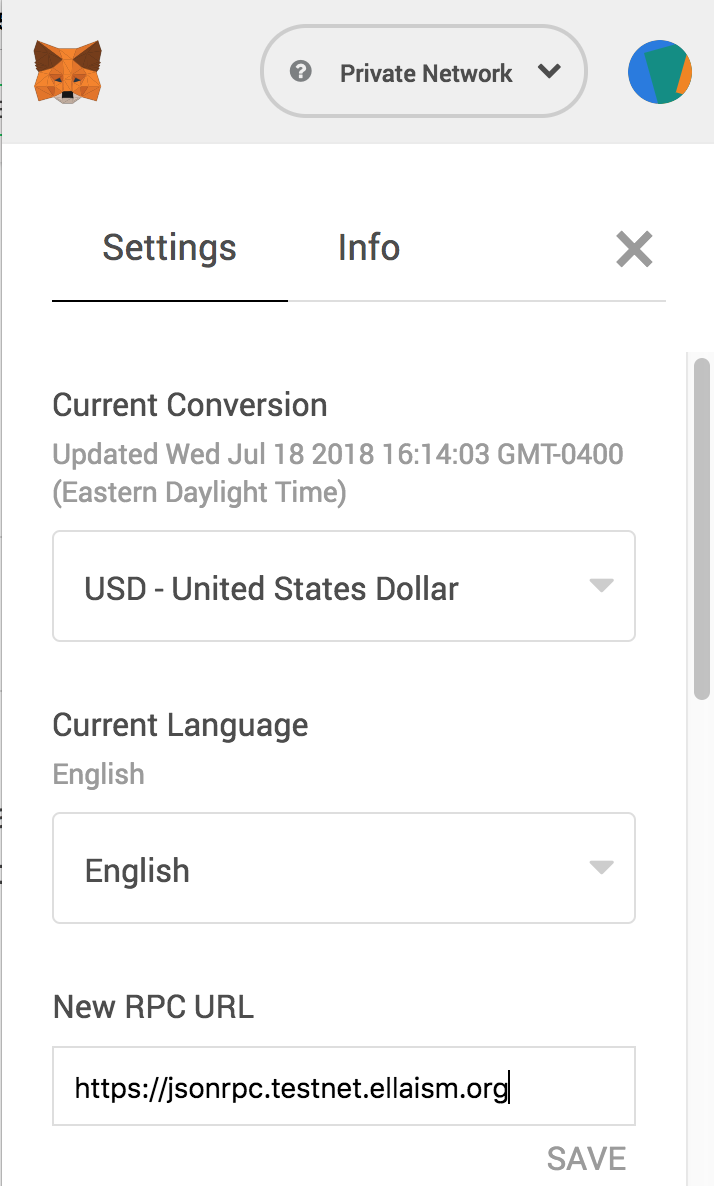 ? Private Network
Settings Info
Current Conversion
Updated Wed Jul 18 2018 16:14:03 GMT-0400
(Eastern Daylight Time)
USD - United States Dollar
Current Language
English
English
New RPC URL
https://jsonrpc.testnet.ellaism.org
SAVE